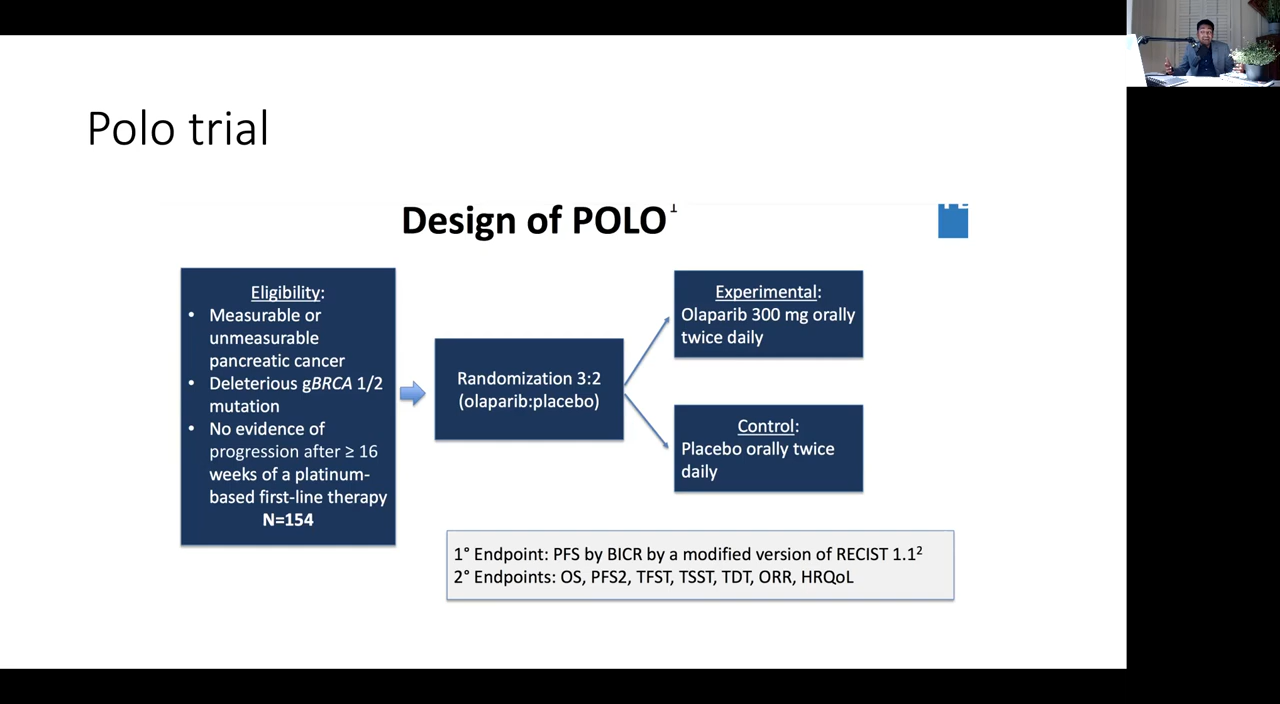 Polo trial
Design of POLO¹
Eligibility:
• Measurable or
unmeasurable
pancreatic cancer
• Deleterious gBRCA 1/2
mutation
• No evidence of
progression after ≥ 16
weeks of a platinum-
based first-line therapy
N=154
Randomization 3:2
(olaparib:placebo)
Experimental:
Olaparib 300 mg orally
twice daily
Control:
Placebo orally twice
daily
1° Endpoint: PFS by BICR by a modified version of RECIST 1.1²
2° Endpoints: OS, PFS2, TFST, TSST, TDT, ORR, HRQoL